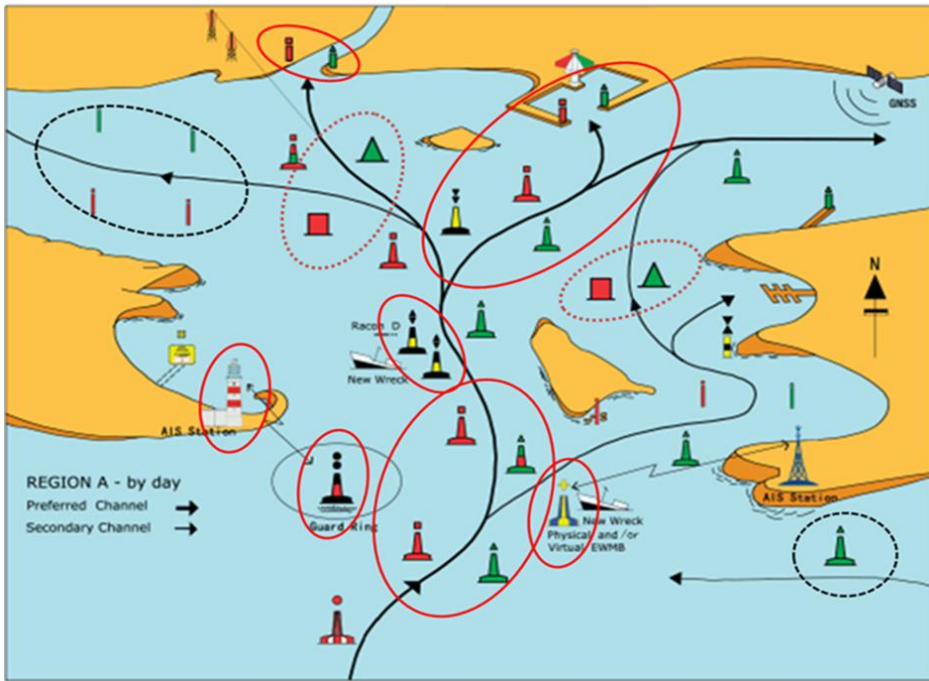 GNSS
N
Racon D
New Wreck
AIS Station
REGION A - by day
Preferred Channel
Secondary Channel
Guard Ring
New Wreck
Physical and/or
Virtual EWMB
AIS Station